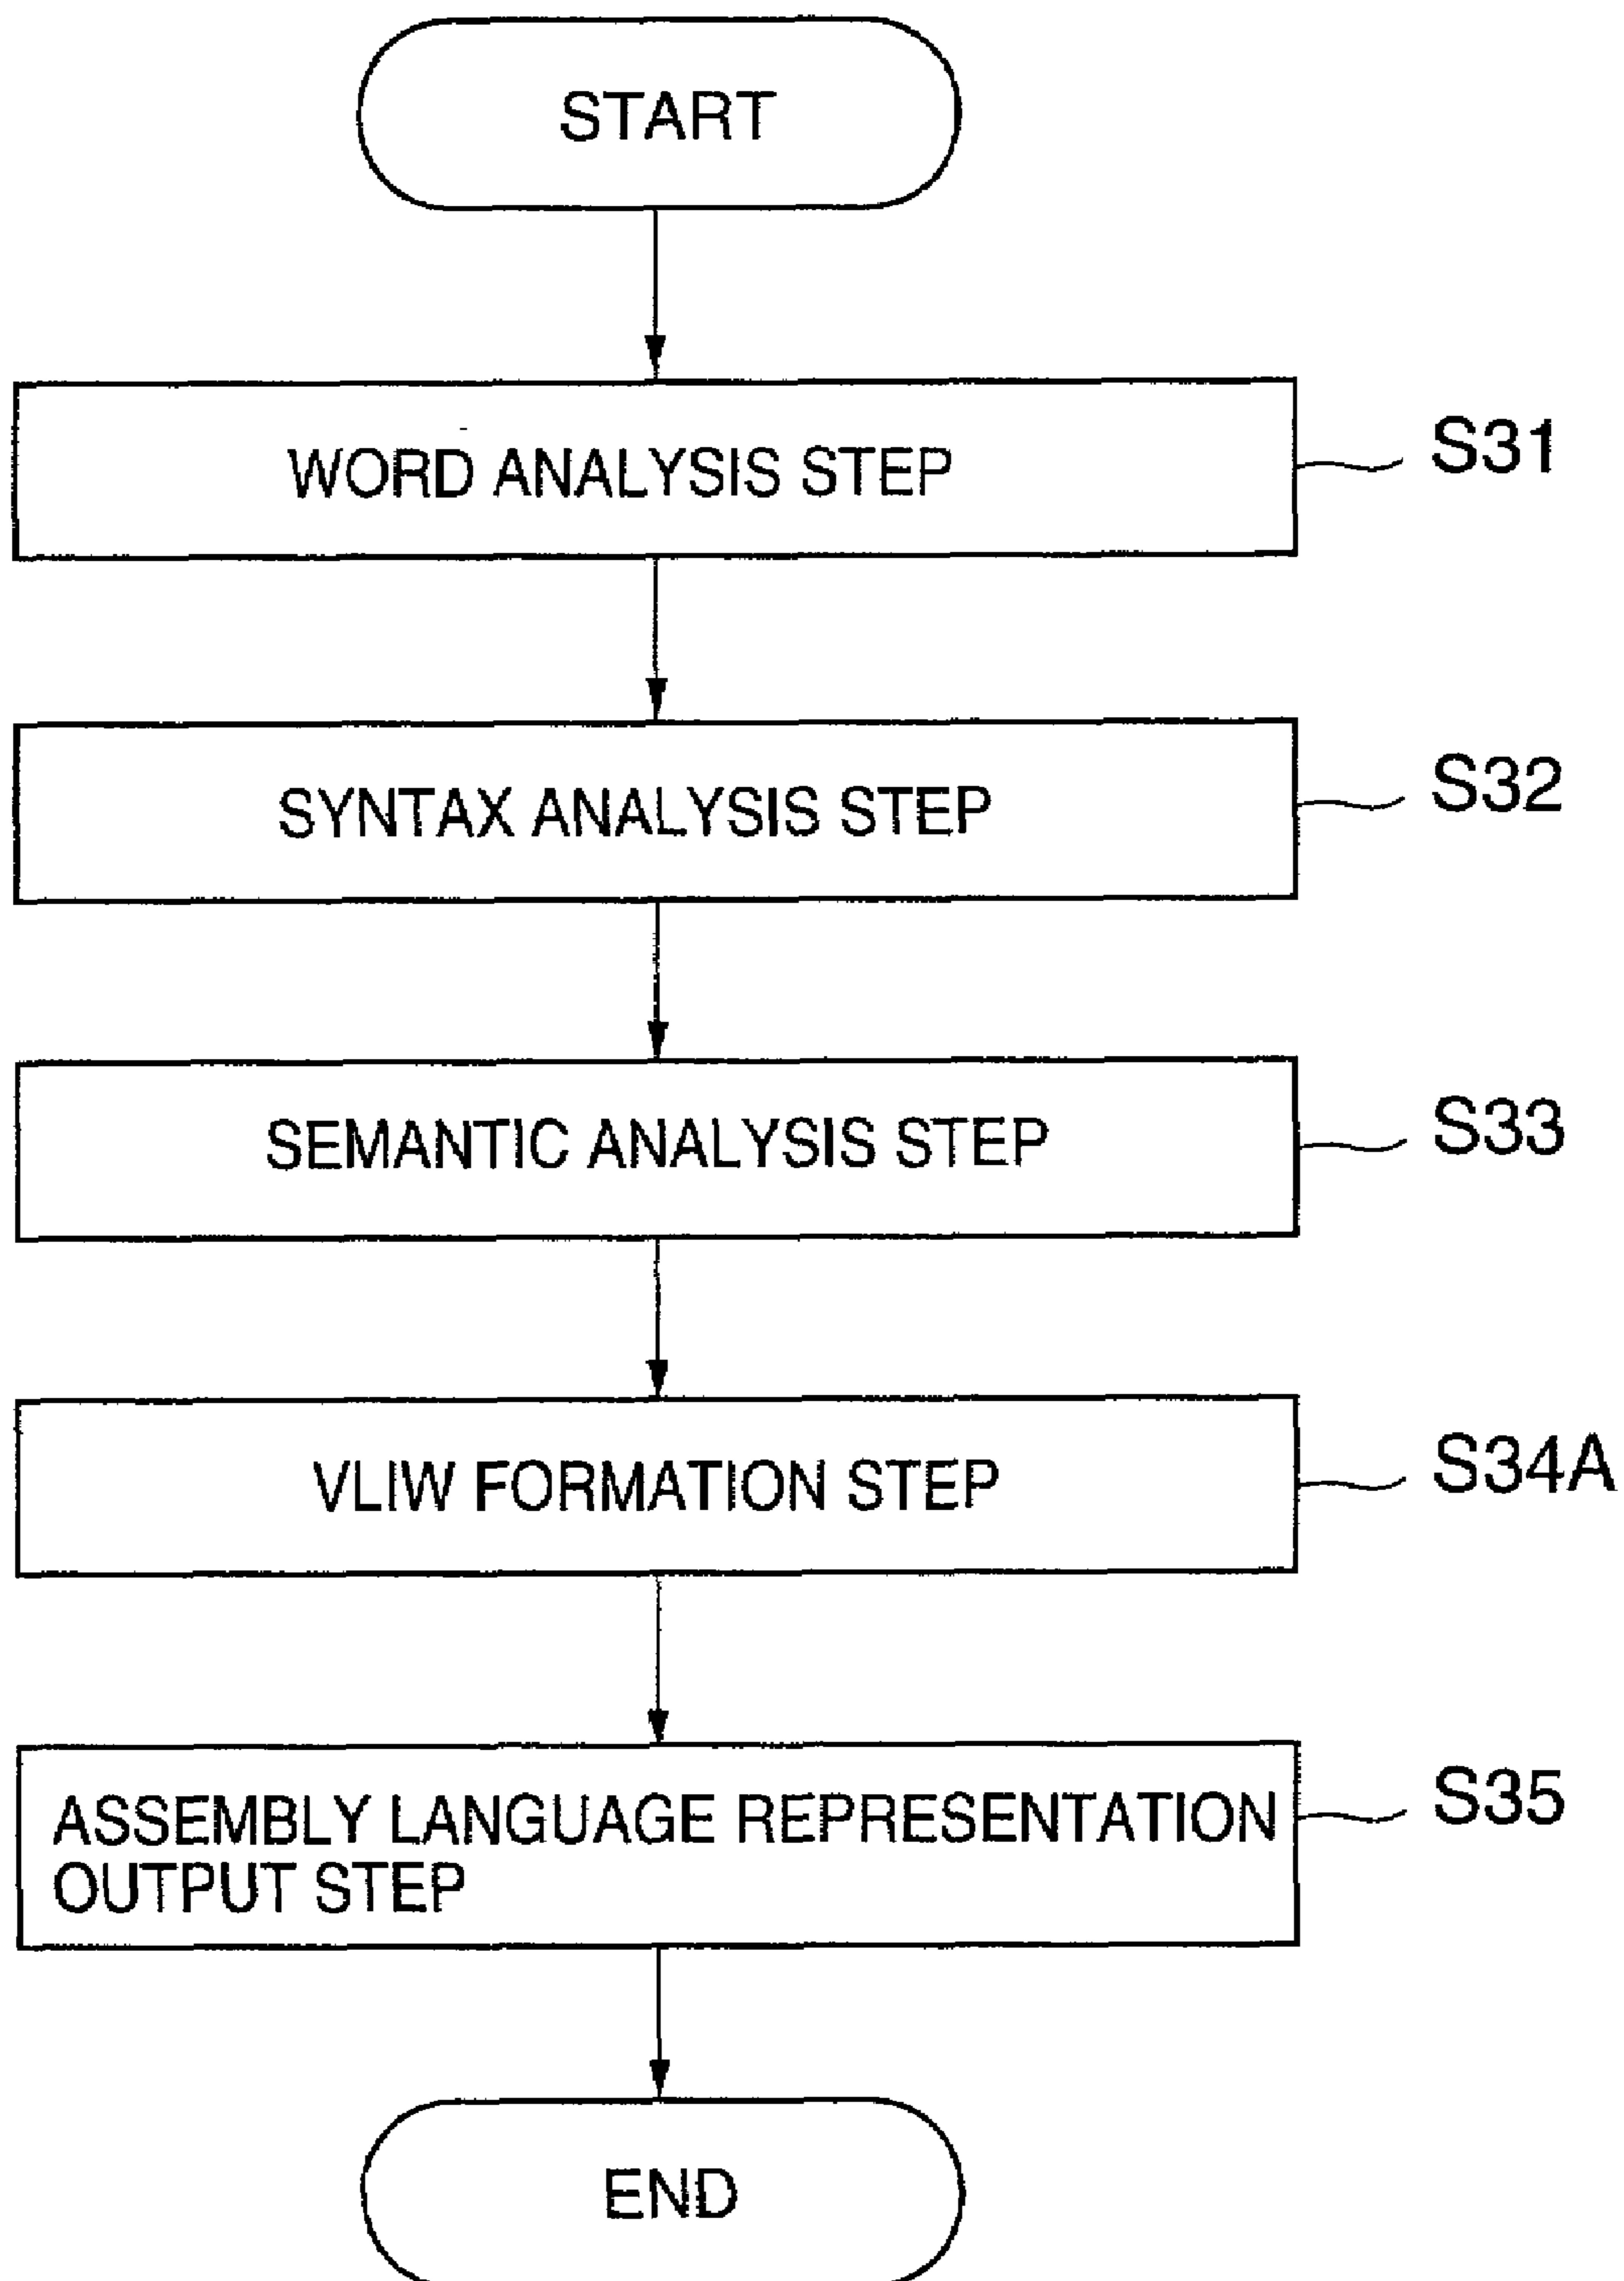 START
WORD ANALYSIS STEP
S31
SYNTAX ANALYSIS STEP
S32
SEMANTIC ANALYSIS STEP
S33
VLIW FORMATION STEP
S34A
ASSEMBLY LANGUAGE REPRESENTATION
OUTPUT STEP
S35
END